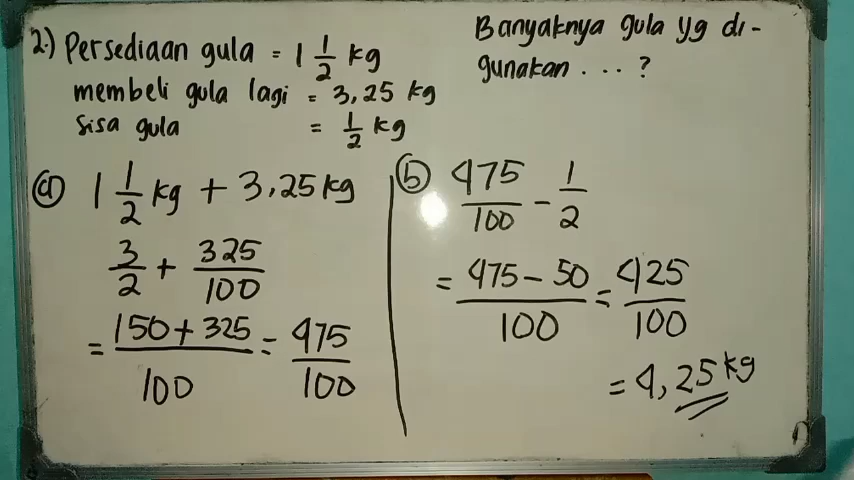 2.) Persediaan gula = 1 1/2 kg
membeli gula lagi = 3,25 kg
Sisa gula = 1/2 kg
Banyaknya gula yg di-
gunakan . . . . ?
ⓐ 1 1/2 kg + 3,25 kg
3/2 + 325/100
= 150 + 325/100 = 475/100
ⓑ 475/100 - 1/2
= 475 - 50/100 = 425/100
= 4,25 kg